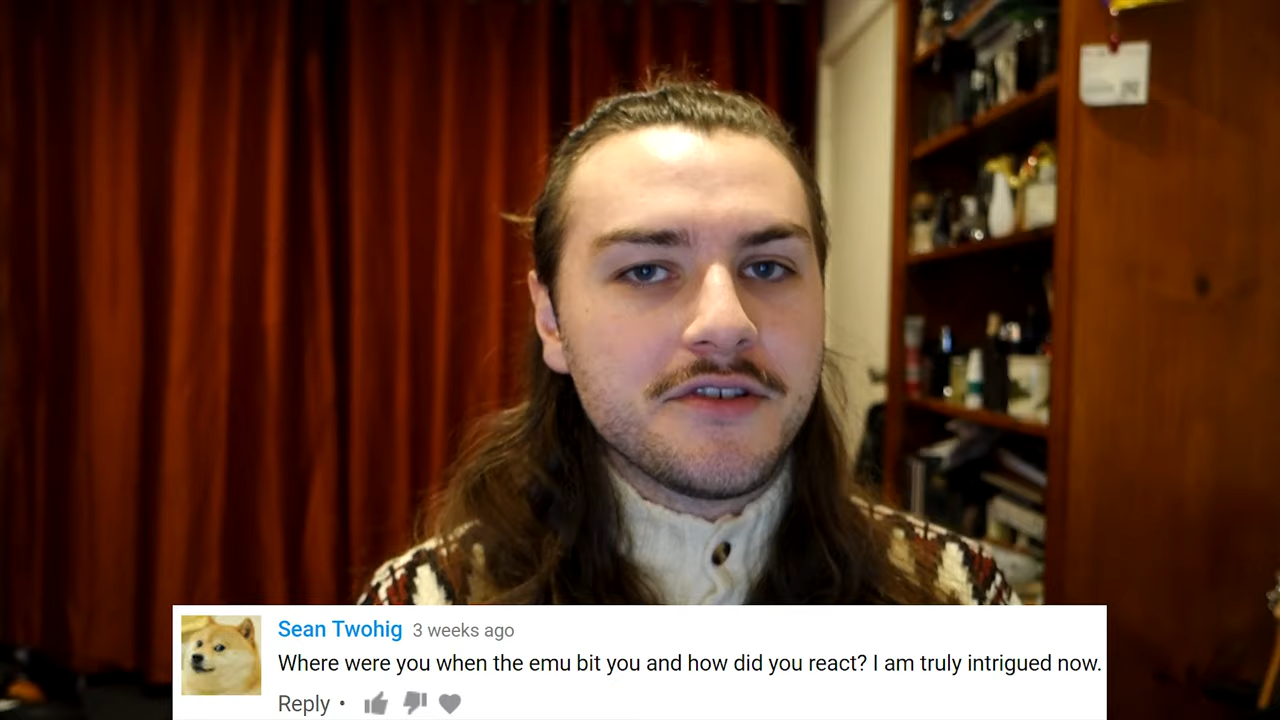 Sean Twohig 3 weeks ago
Where were you when the emu bit you and how did you react? I am truly intrigued now.
Reply •